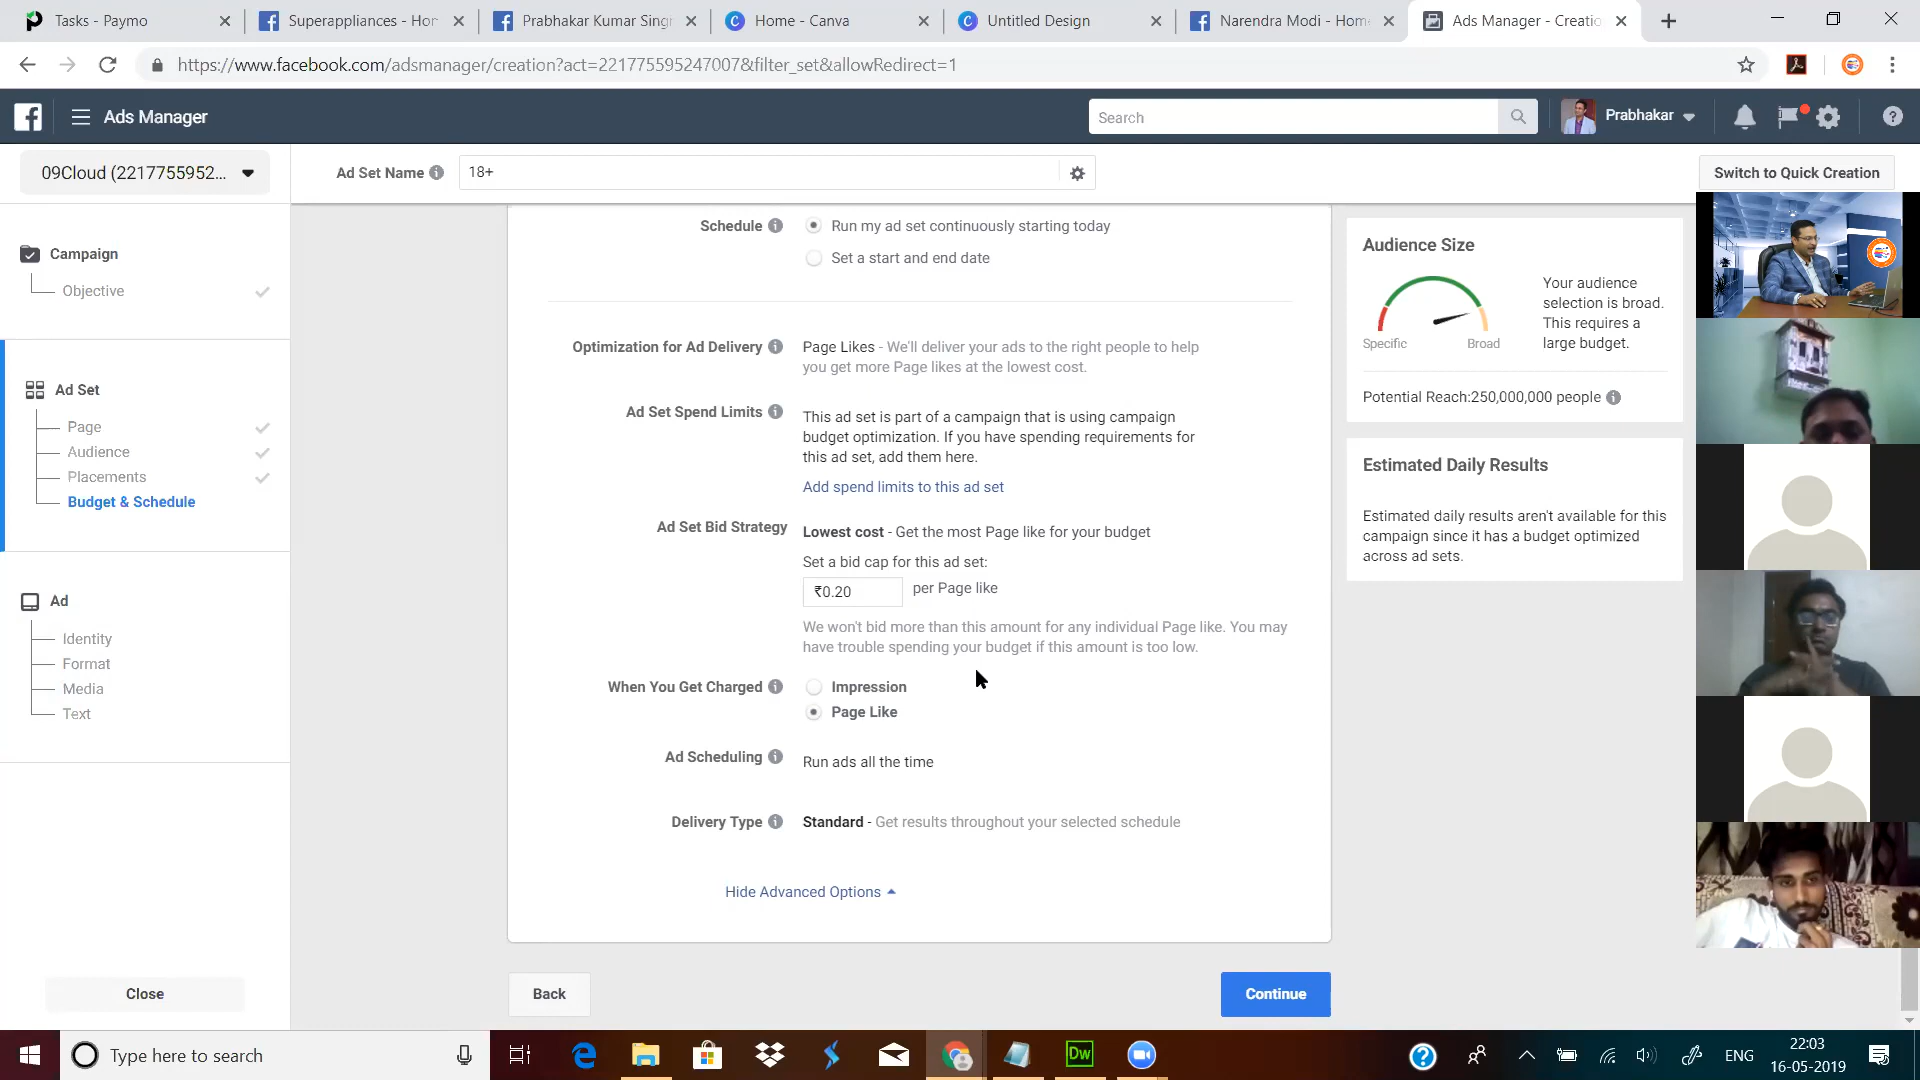 Tasks - Paymo
Superappliances - Hor
Prabhakar Kumar Sing
Home - Canva
Untitled Design
Narendra Modi - Hom
Ads Manager - Creatio
https://www.facebook.com/adsmanager/creation?act=221775595247007&filter_set&allowRedirect=1
Ads Manager
Search
Prabhakar
09Cloud (2217755952...
Ad Set Name
18+
Switch to Quick Creation
Campaign
Objective
Ad Set
Page
Audience
Placements
Budget & Schedule
Ad
Identity
Format
Media
Text
Close
Schedule
Run my ad set continuously starting today
Set a start and end date
Optimization for Ad Delivery
Page Likes - We'll deliver your ads to the right people to help
you get more Page likes at the lowest cost.
Ad Set Spend Limits
This ad set is part of a campaign that is using campaign
budget optimization. If you have spending requirements for
this ad set, add them here.
Add spend limits to this ad set
Ad Set Bid Strategy
Lowest cost - Get the most Page like for your budget
Set a bid cap for this ad set:
₹0.20 per Page like
We won't bid more than this amount for any individual Page like. You may
have trouble spending your budget if this amount is too low.
When You Get Charged
Impression
Page Like
Ad Scheduling
Run ads all the time
Delivery Type
Standard - Get results throughout your selected schedule
Hide Advanced Options
Back
Continue
Audience Size
Specific
Broad
Your audience
selection is broad.
This requires a
large budget.
Potential Reach:250,000,000 people
Estimated Daily Results
Estimated daily results aren't available for this
campaign since it has a budget optimized
across ad sets.
Type here to search
Dw
ENG
22:03
16-05-2019